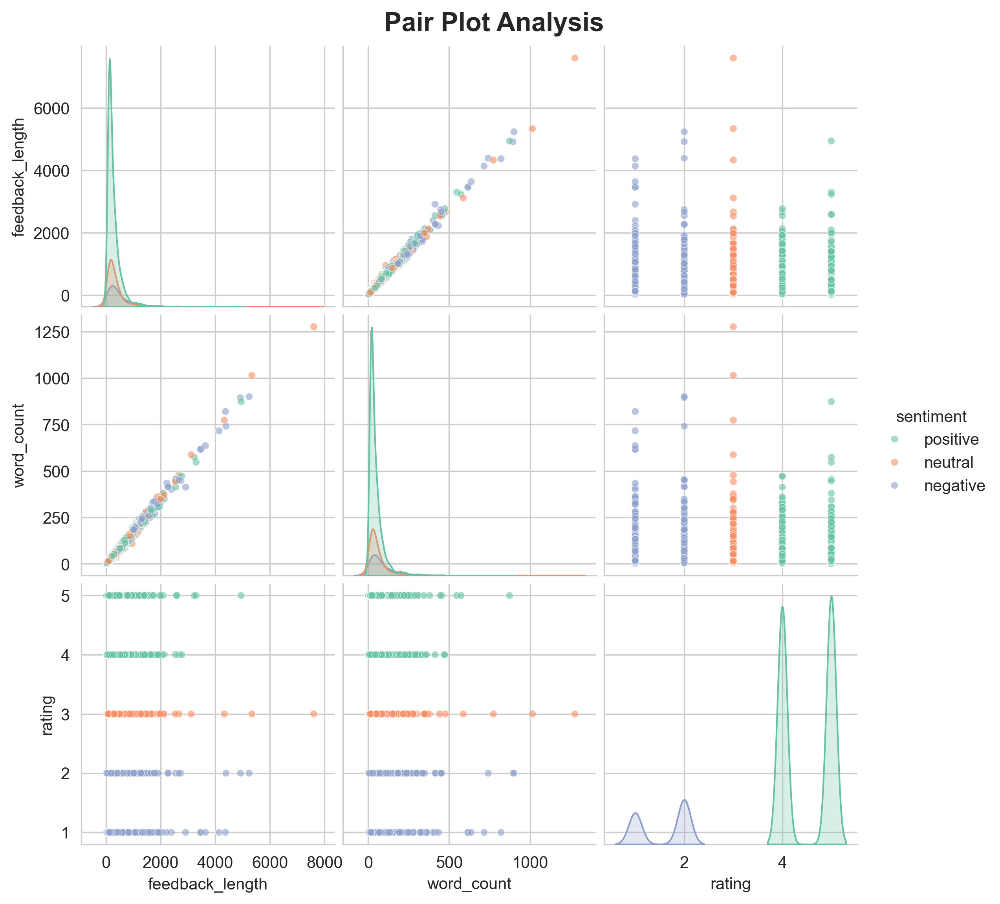 Pair Plot Analysis
feedback_length
6000
4000
2000
0
word_count
1250
1000
750
500
250
0
rating
5
4
3
2
1
0 2000 4000 6000 8000
feedback_length
0 500 1000
word_count
2 4
rating
sentiment
positive
neutral
negative